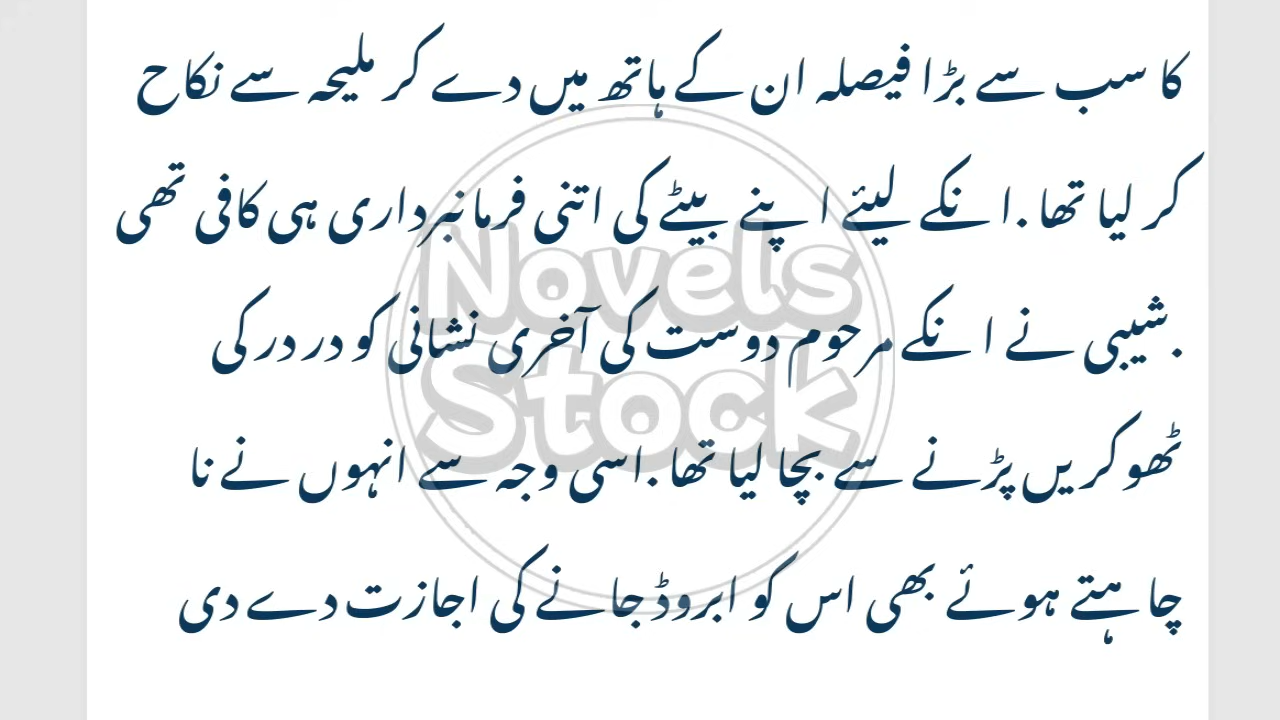 کا سب سے بڑا فیصلہ ان کے ہاتھ میں دے کر ملیحہ سے نکاح
کر لیا تھا .انکے لیئے اپنے بیٹے کی اتنی فرمانبرداری ہی کافی تھی
.شیبی نے انکے مرحوم دوست کی آخری نشانی کو در در کی
ٹھوکریں پڑنے سے بچا لیا تھا .اسی وجہ سے انہوں نے نا
چاہتے ہوئے بھی اس کو ابروڈ جانے کی اجازت دے دی
Novels
Stock